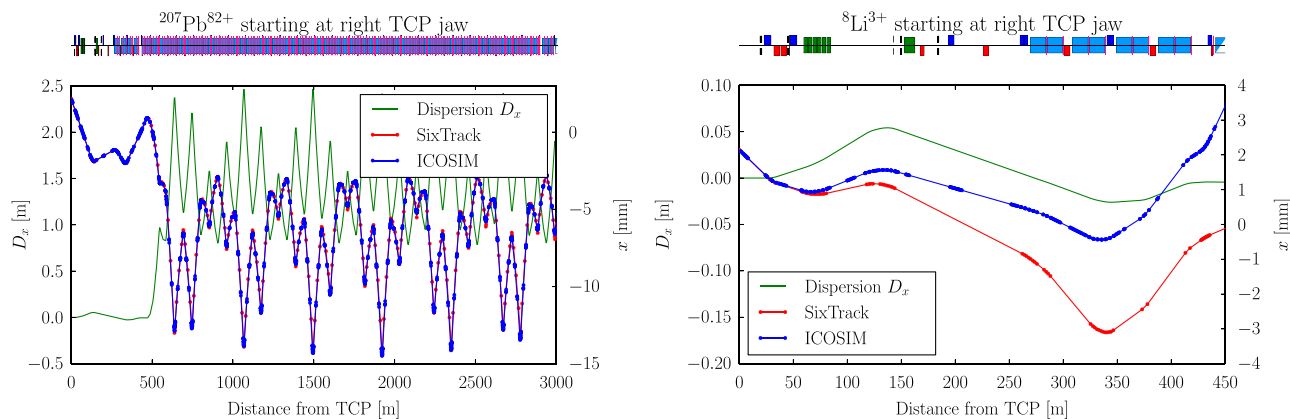 ²⁰⁷Pb⁸²⁺ starting at right TCP jaw
2.5
2.0
1.5
1.0
0.5
0.0
−0.5
Dₓ [m]
0
−5
−10
−15
x [mm]
Dispersion Dₓ
SixTrack
ICOSIM
0 500 1000 1500 2000 2500 3000
Distance from TCP [m]
⁸Li³⁺ starting at right TCP jaw
0.10
0.05
0.00
−0.05
−0.10
−0.15
−0.20
Dₓ [m]
4
3
2
1
0
−1
−2
−3
−4
x [mm]
Dispersion Dₓ
SixTrack
ICOSIM
0 50 100 150 200 250 300 350 400 450
Distance from TCP [m]